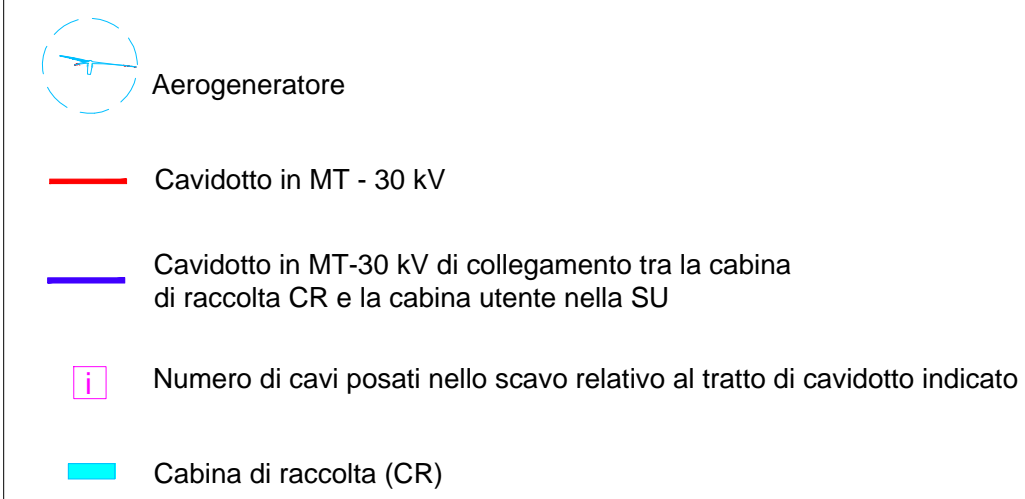 Aerogeneratore
Cavidotto in MT - 30 kV
Cavidotto in MT-30 kV di collegamento tra la cabina
di raccolta CR e la cabina utente nella SU
i Numero di cavi posati nello scavo relativo al tratto di cavidotto indicato
Cabina di raccolta (CR)